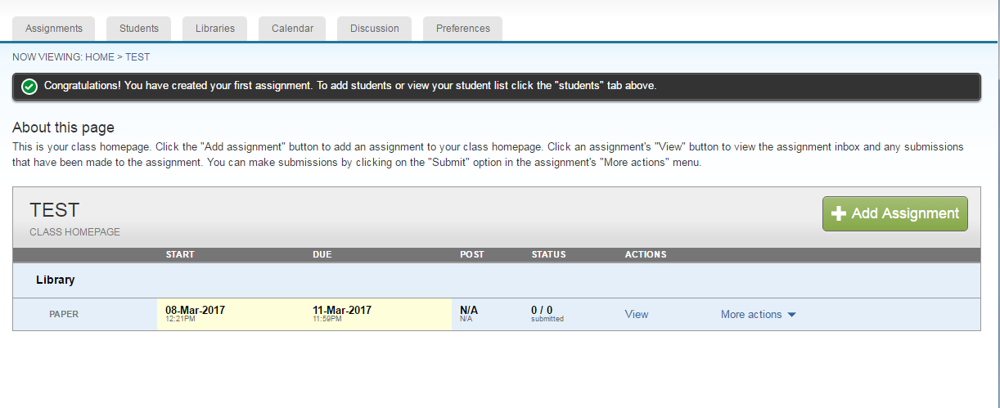 Assignments Students Libraries Calendar Discussion Preferences
NOW VIEWING: HOME > TEST
Congratulations! You have created your first assignment. To add students or view your student list click the "students" tab above.
About this page
This is your class homepage. Click the "Add assignment" button to add an assignment to your class homepage. Click an assignment's "View" button to view the assignment inbox and any submissions
that have been made to the assignment. You can make submissions by clicking on the "Submit" option in the assignment's "More actions" menu.
TEST
CLASS HOMEPAGE
Add Assignment
START DUE POST STATUS ACTIONS
Library
PAPER 08-Mar-2017 11-Mar-2017 N/A 0 / 0 View More actions
12:21PM 11:59PM N/A submitted